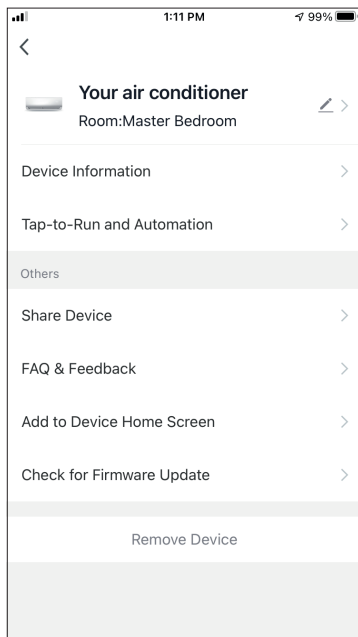 1:11 PM
99%
Your air conditioner
Room:Master Bedroom
Device Information
Tap-to-Run and Automation
Others
Share Device
FAQ & Feedback
Add to Device Home Screen
Check for Firmware Update
Remove Device